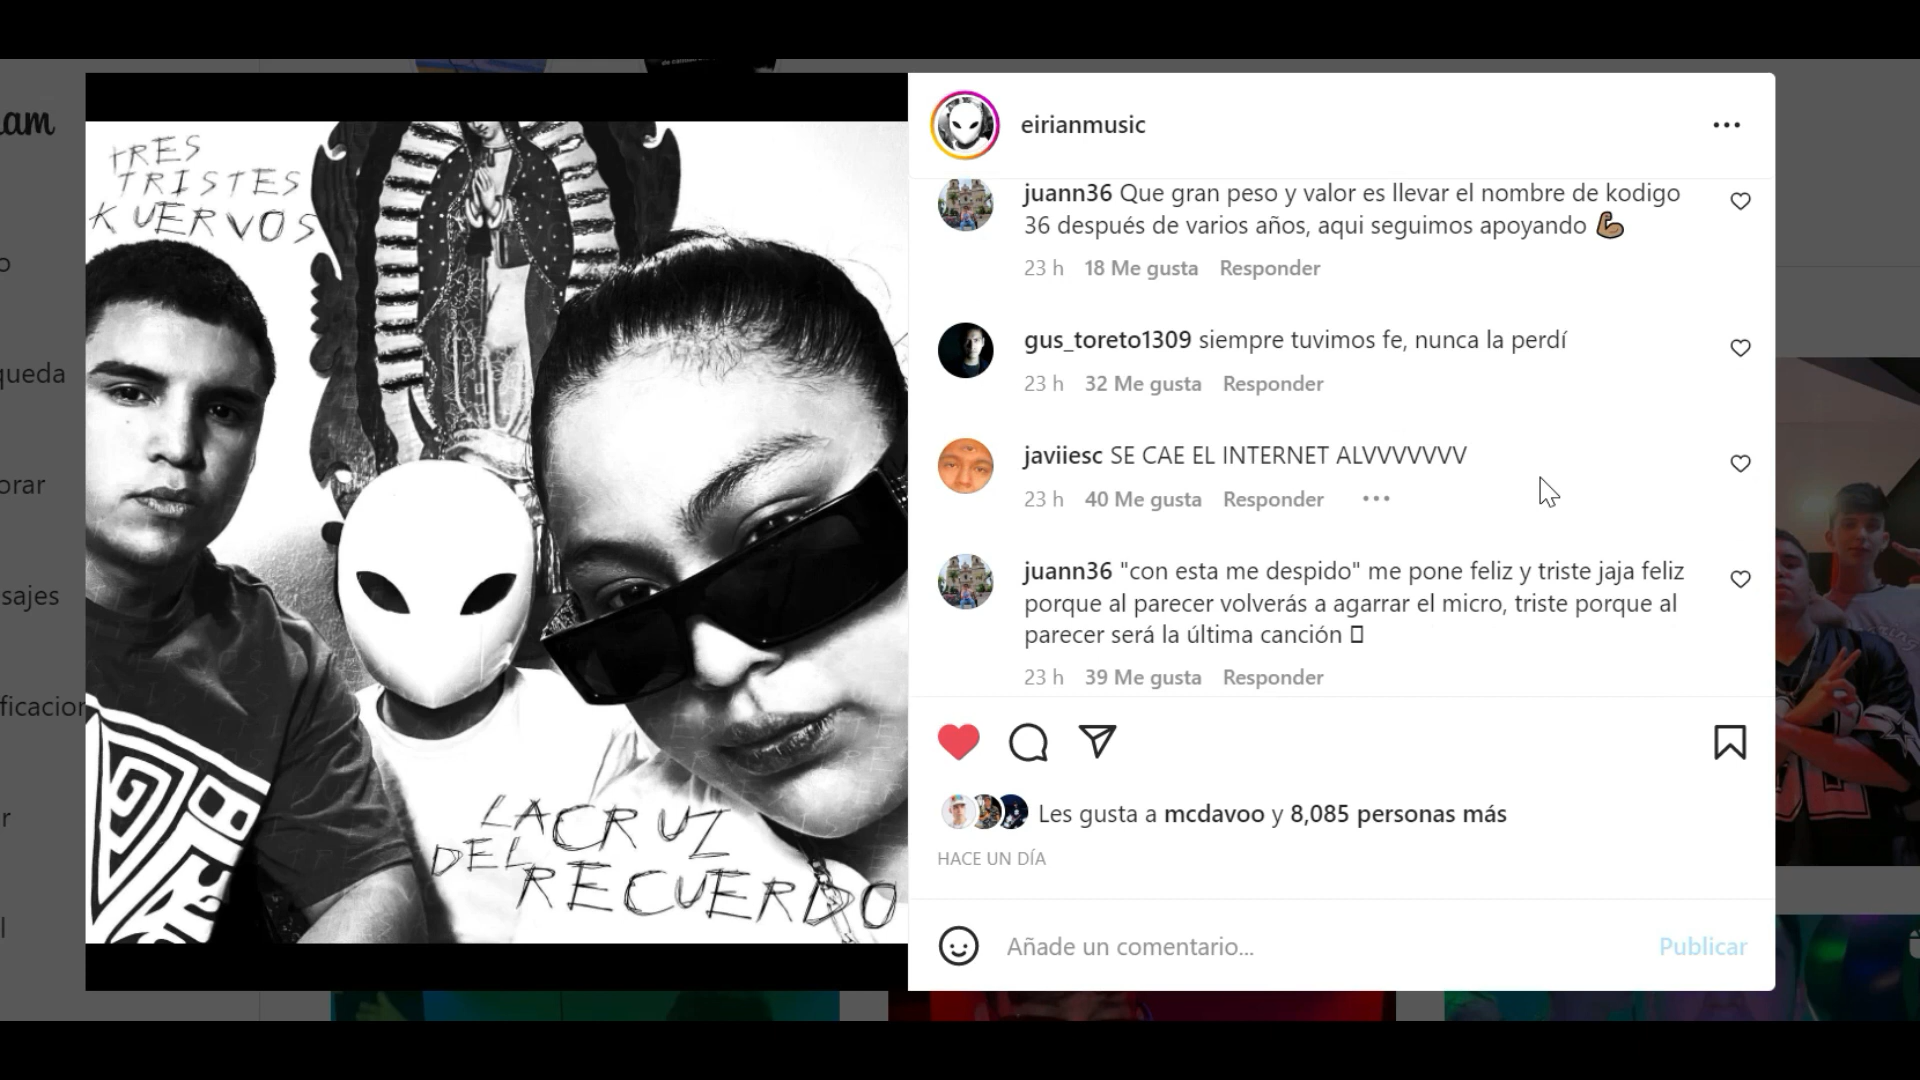 am
TRES
TRISTES
KUERVOS
LA CRUZ
DEL
RECUERDO
o
queda
orar
sajes
ficacion
r
l
eirianmusic
juann36 Que gran peso y valor es llevar el nombre de kodigo
36 después de varios años, aqui seguimos apoyando 💪🏽
23 h 18 Me gusta Responder
gus_toreto1309 siempre tuvimos fe, nunca la perdí
23 h 32 Me gusta Responder
javiiesc SE CAE EL INTERNET ALVVVVVVV
23 h 40 Me gusta Responder
juann36 "con esta me despido" me pone feliz y triste jaja feliz
porque al parecer volverás a agarrar el micro, triste porque al
parecer será la última canción
23 h 39 Me gusta Responder
Les gusta a mcdavoo y 8,085 personas más
HACE UN DÍA
Añade un comentario...
Publicar